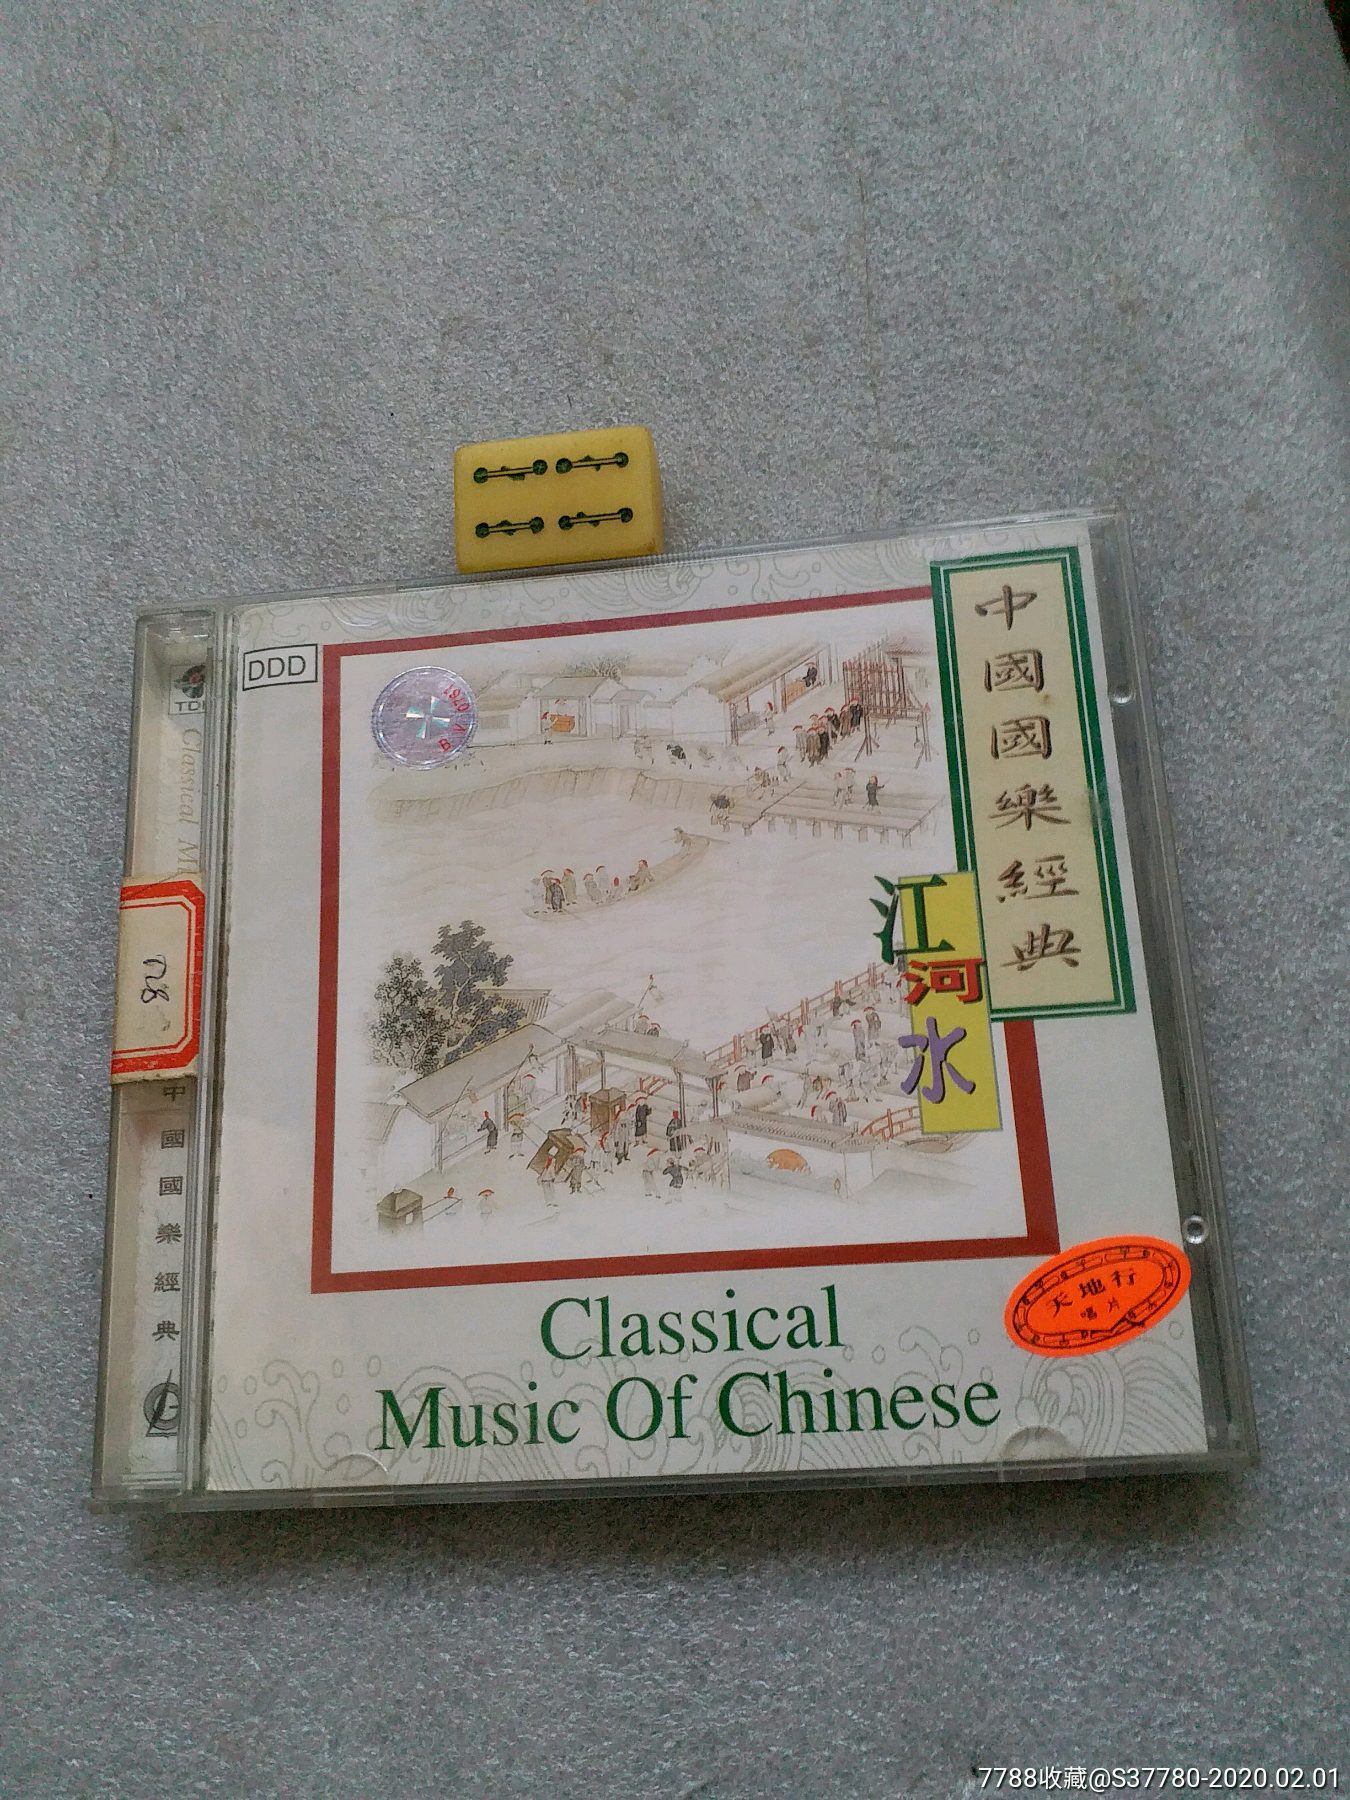 DDD
中國國樂經典
江河水
Classical
Music Of Chinese
天地行
唱片
Classical M
中國國樂經典
7788收藏@S37780-2020.02.01